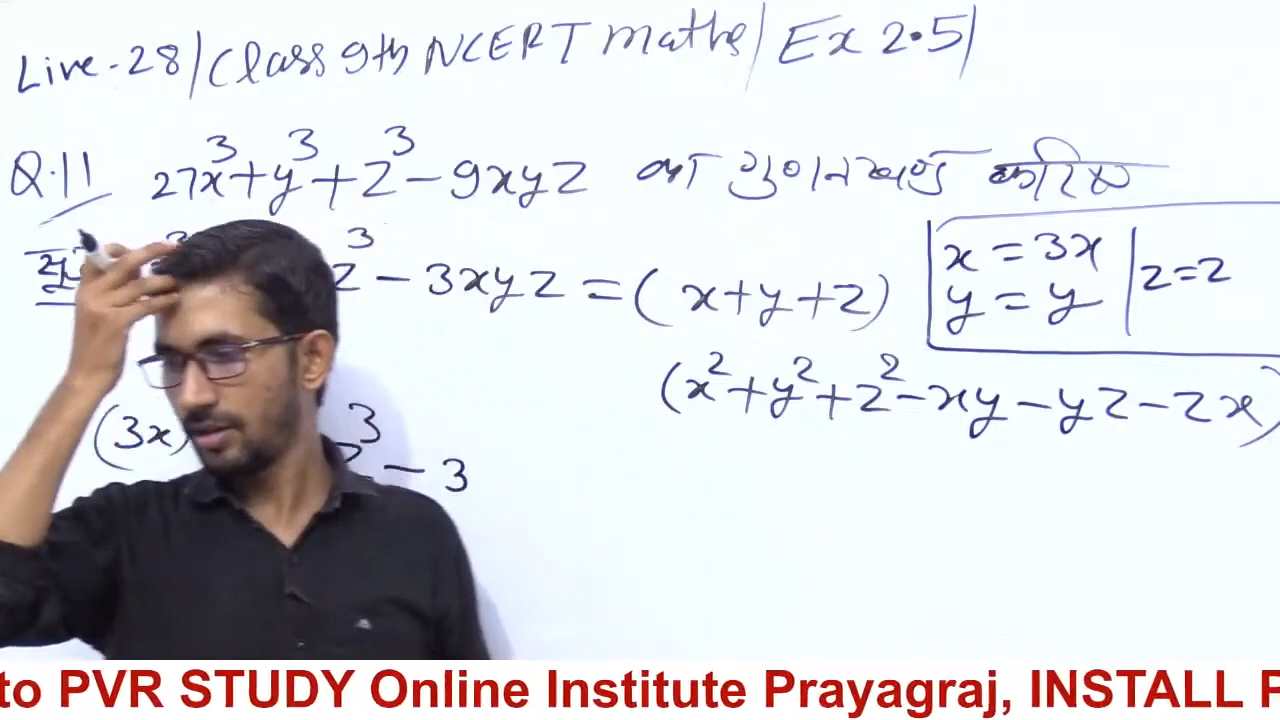 Live-28/Class 9th NCERT maths/Ex 2.5/
Q.11 27x³+y³+z³-9xyz का गुणनखण्ड करिए
z³ - 3xyz = (x+y+z)
x = 3x | z = z
y = y
(x²+y²+z²-xy-yz-zx)
(3x) ³ - 3
to PVR STUDY Online Institute Prayagraj, INSTALL P